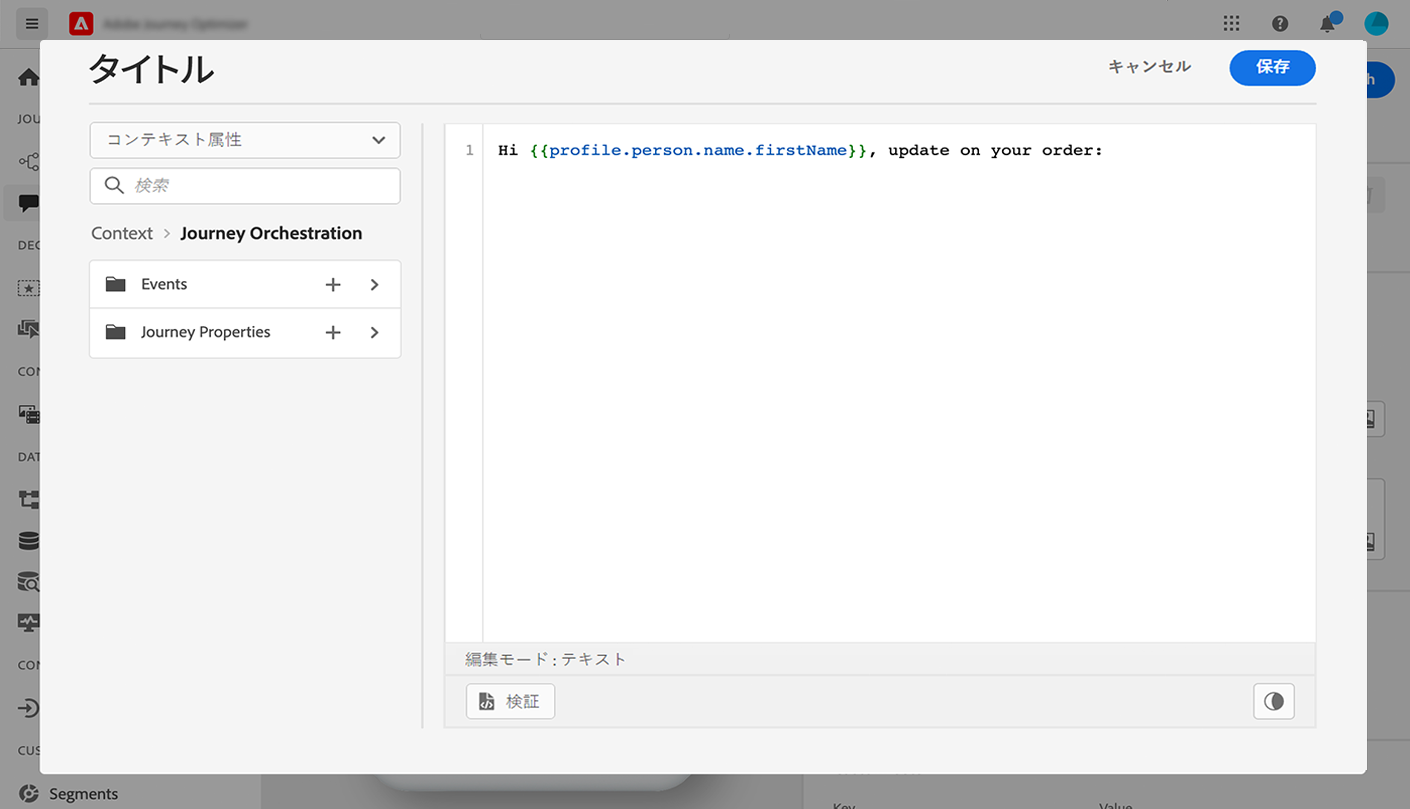 タイトル
キャンセル
保存
h
JOU
コンテキスト属性
検索
Context > Journey Orchestration
DEC
Events
Journey Properties
CON
DAT
CON
CUS
Segments
1 Hi {{profile.person.name.firstName}}, update on your order:
編集モード : テキスト
検証
Key
Value